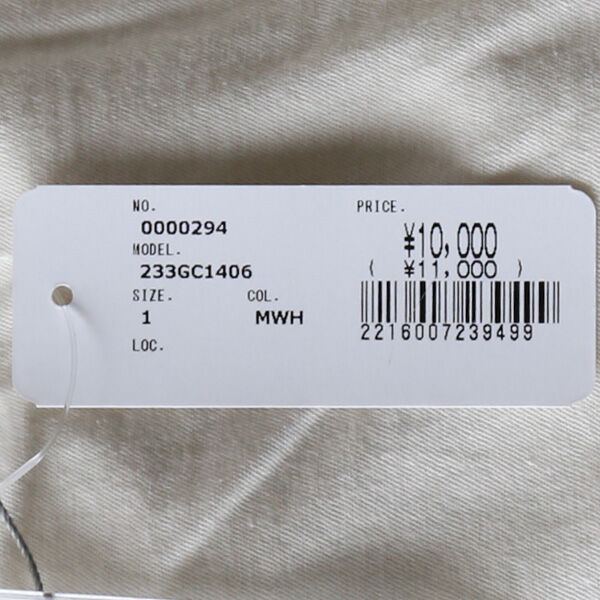 NO.
0000294
MODEL.
233GC1406
SIZE. COL.
1 MWH
LOC.
PRICE.
¥10,000
( ¥11,000 )
2216007239499